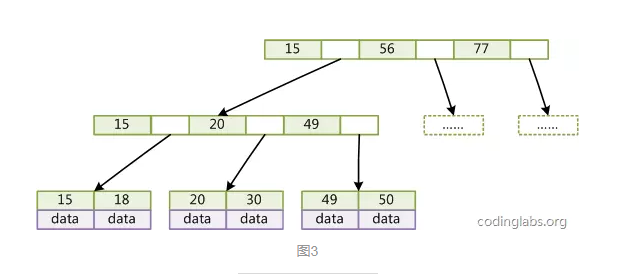 15 56 77
15 20 49
...... ......
15 18 20 30 49 50
data data data data data data
codinglabs.org
图3